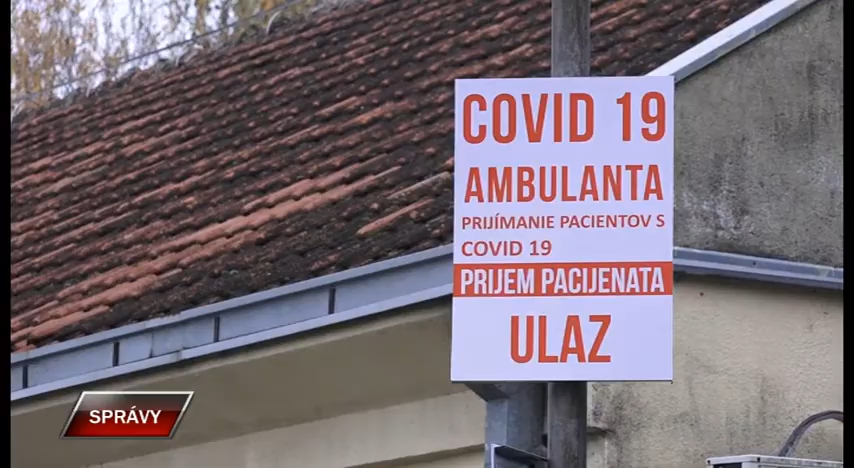 COVID 19
AMBULANTA
PRIJÍMANIE PACIENTOV S
COVID 19
PRIJEM PACIJENATA
ULAZ
SPRÁVY